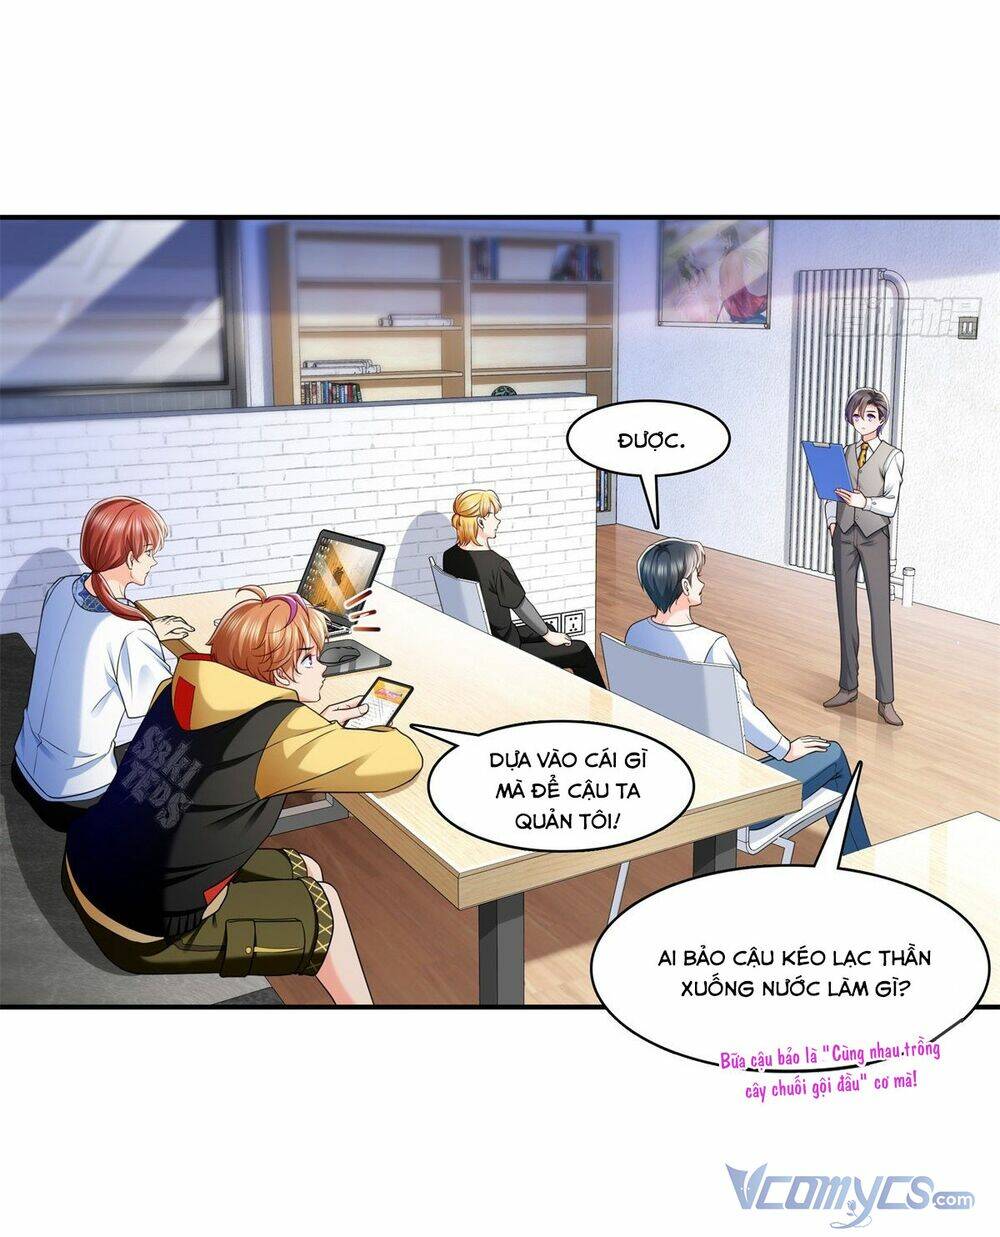 ĐƯỢC.
DỰA VÀO CÁI GÌ
MÀ ĐỂ CẬU TA
QUẢN TÔI!
AI BẢO CẬU KÉO LẠC THẦN
XUỐNG NƯỚC LÀM GÌ?
Bữa cậu bảo là "Cùng nhau trồng
cây chuối gội đầu" cơ mà!
VCOMYCS.com